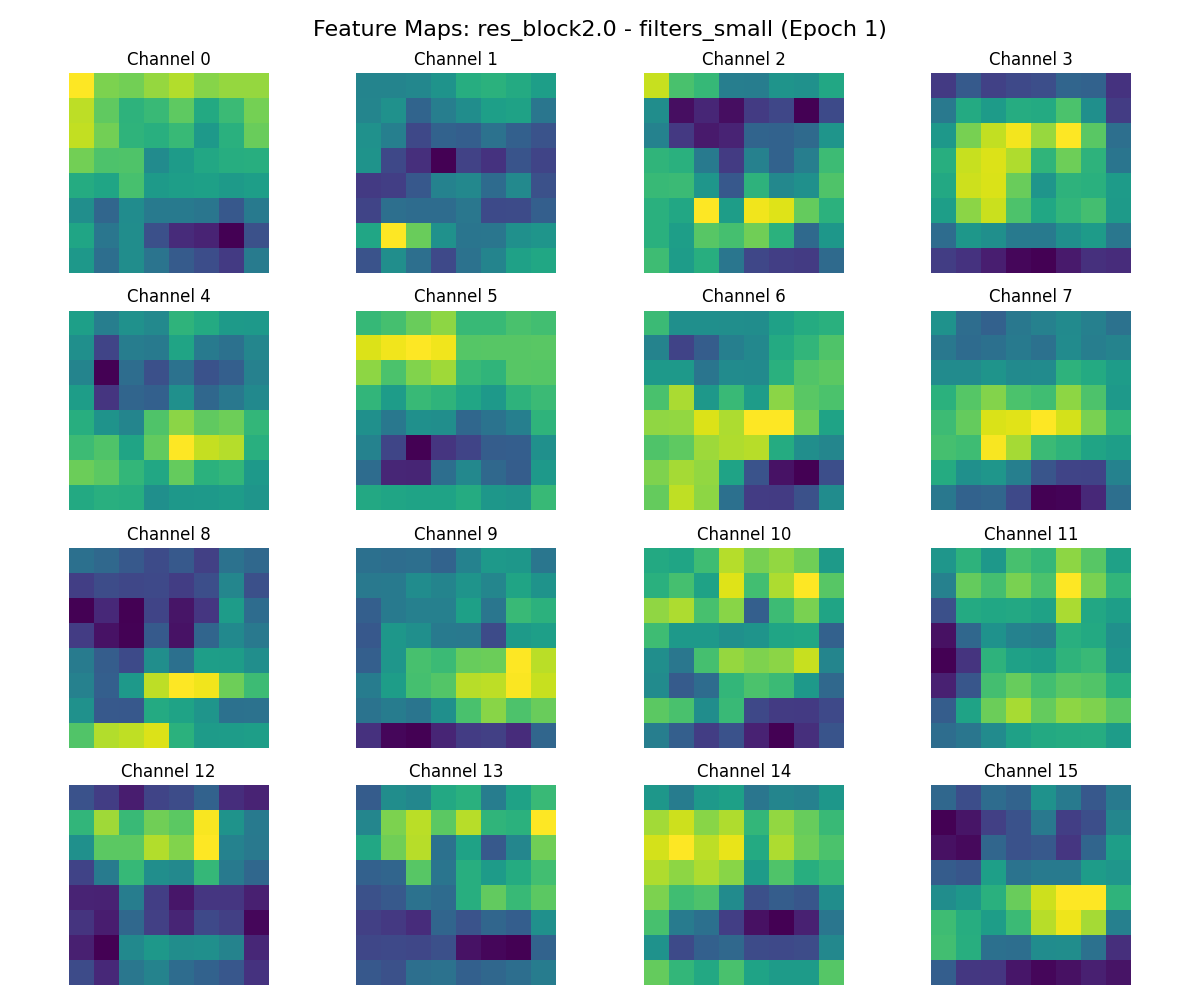 Feature Maps: res_block2.0 - filters_small (Epoch 1)
Channel 0
Channel 1
Channel 2
Channel 3
Channel 4
Channel 5
Channel 6
Channel 7
Channel 8
Channel 9
Channel 10
Channel 11
Channel 12
Channel 13
Channel 14
Channel 15